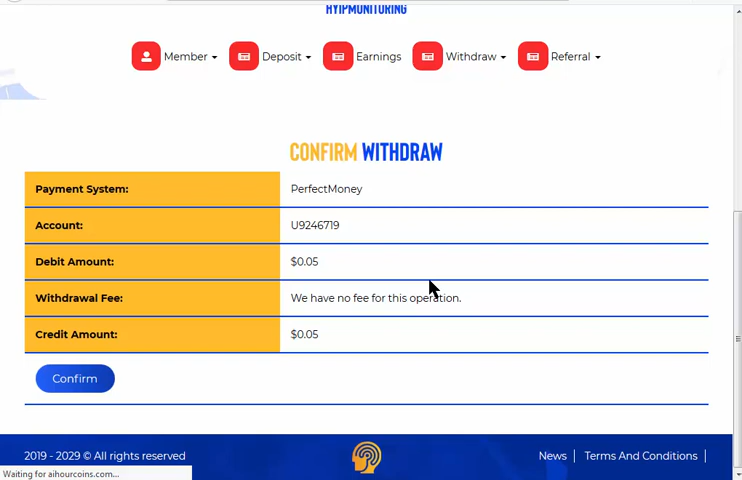 HYIPMONITORING
Member Deposit Earnings Withdraw Referral
CONFIRM WITHDRAW
Payment System: PerfectMoney
Account: U9246719
Debit Amount: $0.05
Withdrawal Fee: We have no fee for this operation.
Credit Amount: $0.05
Confirm
2019 - 2029 © All rights reserved News Terms And Conditions
Waiting for aihourcoins.com...